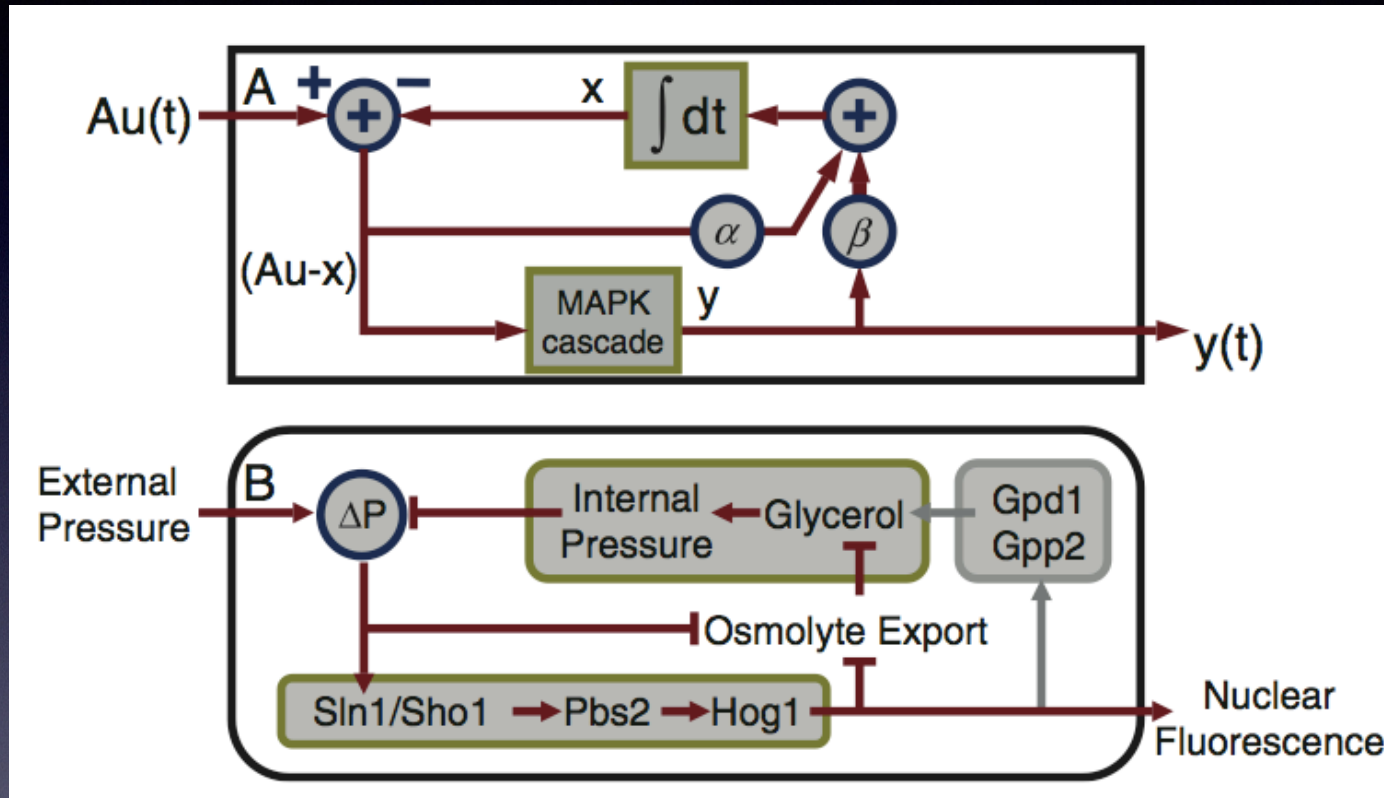 A
+
−
Au(t)
+
x
∫ dt
+
α
β
(Au-x)
MAPK
cascade
y
y(t)
B
External
Pressure
ΔP
Internal
Pressure
Glycerol
Gpd1
Gpp2
Osmolyte Export
Sln1/Sho1
Pbs2
Hog1
Nuclear
Fluorescence